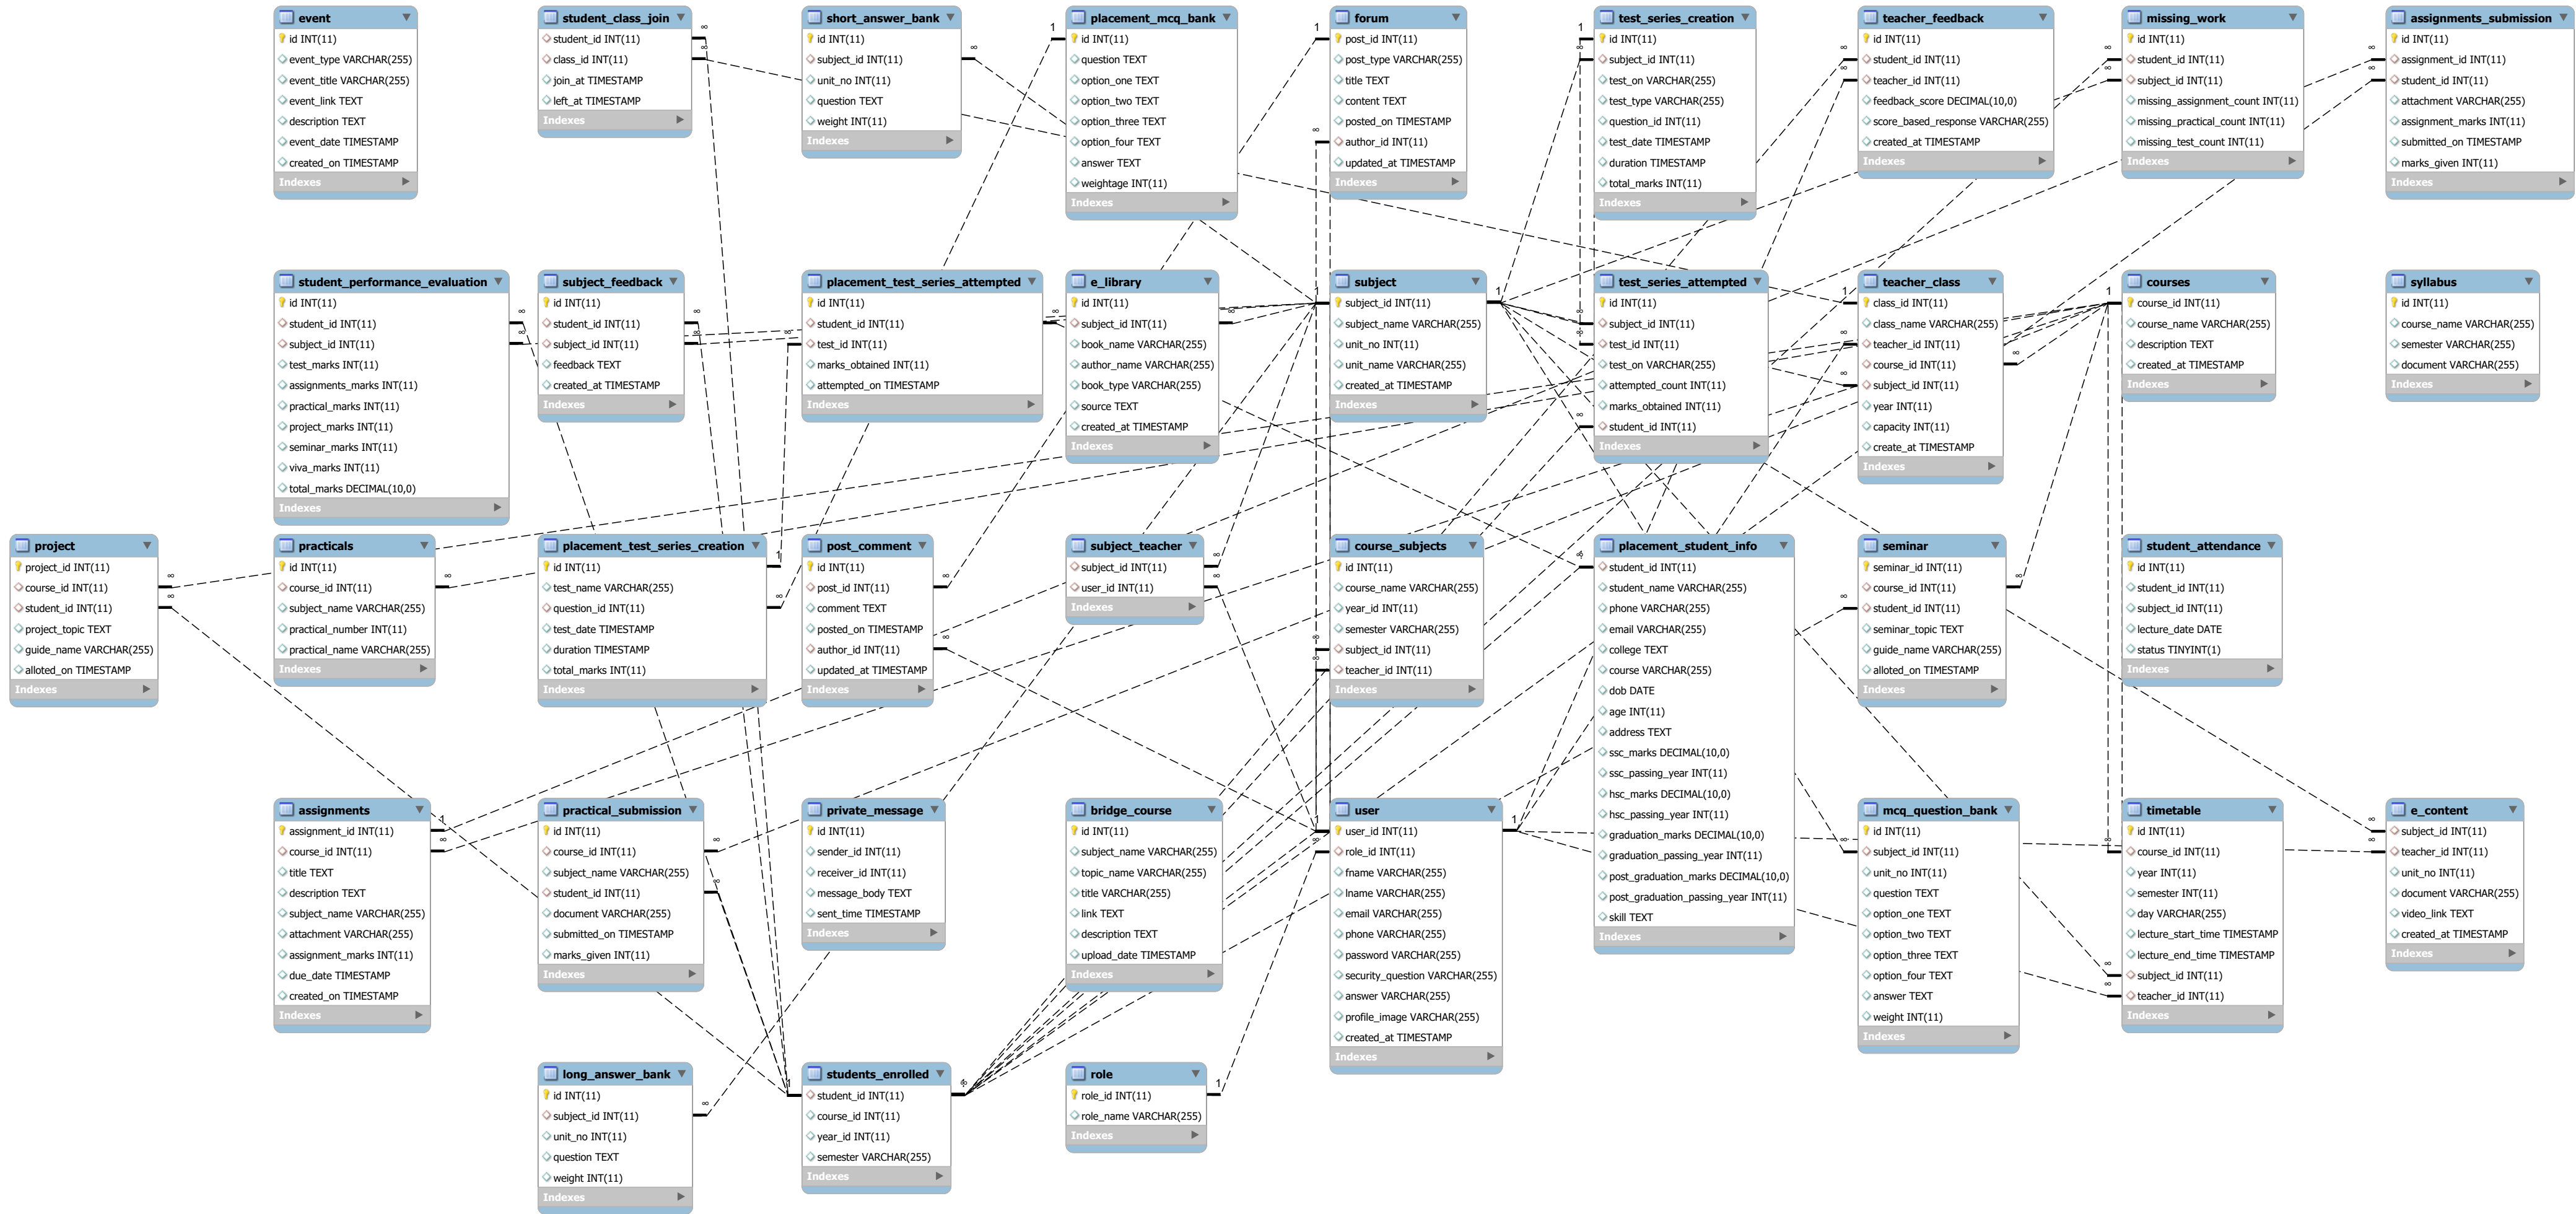 event
id INT(11)
event_type VARCHAR(255)
event_title VARCHAR(255)
event_link TEXT
description TEXT
event_date TIMESTAMP
created_on TIMESTAMP
Indexes
student_class_join
student_id INT(11)
class_id INT(11)
join_at TIMESTAMP
left_at TIMESTAMP
Indexes
short_answer_bank
id INT(11)
subject_id INT(11)
unit_no INT(11)
question TEXT
weight INT(11)
Indexes
placement_mcq_bank
id INT(11)
question TEXT
option_one TEXT
option_two TEXT
option_three TEXT
option_four TEXT
answer TEXT
weightage INT(11)
Indexes
forum
post_id INT(11)
post_type VARCHAR(255)
title TEXT
content TEXT
posted_on TIMESTAMP
author_id INT(11)
updated_at TIMESTAMP
Indexes
test_series_creation
id INT(11)
subject_id INT(11)
test_on VARCHAR(255)
test_type VARCHAR(255)
question_id INT(11)
test_date TIMESTAMP
duration TIMESTAMP
total_marks INT(11)
Indexes
teacher_feedback
id INT(11)
student_id INT(11)
teacher_id INT(11)
feedback_score DECIMAL(10,0)
score_based_response VARCHAR(255)
created_at TIMESTAMP
Indexes
missing_work
id INT(11)
student_id INT(11)
subject_id INT(11)
missing_assignment_count INT(11)
missing_practical_count INT(11)
missing_test_count INT(11)
Indexes
assignments_submission
id INT(11)
assignment_id INT(11)
student_id INT(11)
attachment VARCHAR(255)
assignment_marks INT(11)
submitted_on TIMESTAMP
marks_given INT(11)
Indexes
student_performance_evaluation
id INT(11)
student_id INT(11)
subject_id INT(11)
test_marks INT(11)
assignments_marks INT(11)
practical_marks INT(11)
project_marks INT(11)
seminar_marks INT(11)
viva_marks INT(11)
total_marks DECIMAL(10,0)
Indexes
subject_feedback
id INT(11)
student_id INT(11)
subject_id INT(11)
feedback TEXT
created_at TIMESTAMP
Indexes
placement_test_series_attempted
id INT(11)
student_id INT(11)
test_id INT(11)
marks_obtained INT(11)
attempted_on TIMESTAMP
Indexes
e_library
id INT(11)
subject_id INT(11)
book_name VARCHAR(255)
author_name VARCHAR(255)
book_type VARCHAR(255)
source TEXT
created_at TIMESTAMP
Indexes
subject
subject_id INT(11)
subject_name VARCHAR(255)
unit_no INT(11)
unit_name VARCHAR(255)
created_at TIMESTAMP
Indexes
test_series_attempted
id INT(11)
subject_id INT(11)
test_id INT(11)
test_on VARCHAR(255)
attempted_count INT(11)
marks_obtained INT(11)
student_id INT(11)
Indexes
teacher_class
class_id INT(11)
class_name VARCHAR(255)
teacher_id INT(11)
course_id INT(11)
subject_id INT(11)
year INT(11)
capacity INT(11)
create_at TIMESTAMP
Indexes
courses
course_id INT(11)
course_name VARCHAR(255)
description TEXT
created_at TIMESTAMP
Indexes
syllabus
id INT(11)
course_name VARCHAR(255)
semester VARCHAR(255)
document VARCHAR(255)
Indexes
project
project_id INT(11)
course_id INT(11)
student_id INT(11)
project_topic TEXT
guide_name VARCHAR(255)
alloted_on TIMESTAMP
Indexes
practicals
id INT(11)
course_id INT(11)
subject_name VARCHAR(255)
practical_number INT(11)
practical_name VARCHAR(255)
Indexes
placement_test_series_creation
id INT(11)
test_name VARCHAR(255)
question_id INT(11)
test_date TIMESTAMP
duration TIMESTAMP
total_marks INT(11)
Indexes
post_comment
id INT(11)
post_id INT(11)
comment TEXT
posted_on TIMESTAMP
author_id INT(11)
updated_at TIMESTAMP
Indexes
subject_teacher
subject_id INT(11)
user_id INT(11)
Indexes
course_subjects
id INT(11)
course_name VARCHAR(255)
year_id INT(11)
semester VARCHAR(255)
subject_id INT(11)
teacher_id INT(11)
Indexes
placement_student_info
student_id INT(11)
student_name VARCHAR(255)
phone VARCHAR(255)
email VARCHAR(255)
college TEXT
course VARCHAR(255)
dob DATE
age INT(11)
address TEXT
ssc_marks DECIMAL(10,0)
ssc_passing_year INT(11)
hsc_marks DECIMAL(10,0)
hsc_passing_year INT(11)
graduation_marks DECIMAL(10,0)
graduation_passing_year INT(11)
post_graduation_marks DECIMAL(10,0)
post_graduation_passing_year INT(11)
skill TEXT
Indexes
seminar
seminar_id INT(11)
course_id INT(11)
student_id INT(11)
seminar_topic TEXT
guide_name VARCHAR(255)
alloted_on TIMESTAMP
Indexes
student_attendance
id INT(11)
student_id INT(11)
subject_id INT(11)
lecture_date DATE
status TINYINT(1)
Indexes
assignments
assignment_id INT(11)
course_id INT(11)
title TEXT
description TEXT
subject_name VARCHAR(255)
attachment VARCHAR(255)
assignment_marks INT(11)
due_date TIMESTAMP
created_on TIMESTAMP
Indexes
practical_submission
id INT(11)
course_id INT(11)
subject_name VARCHAR(255)
student_id INT(11)
document VARCHAR(255)
submitted_on TIMESTAMP
marks_given INT(11)
Indexes
private_message
id INT(11)
sender_id INT(11)
receiver_id INT(11)
message_body TEXT
sent_time TIMESTAMP
Indexes
bridge_course
id INT(11)
subject_name VARCHAR(255)
topic_name VARCHAR(255)
title VARCHAR(255)
link TEXT
description TEXT
upload_date TIMESTAMP
Indexes
user
user_id INT(11)
role_id INT(11)
fname VARCHAR(255)
lname VARCHAR(255)
email VARCHAR(255)
phone VARCHAR(255)
password VARCHAR(255)
security_question VARCHAR(255)
answer VARCHAR(255)
profile_image VARCHAR(255)
created_at TIMESTAMP
Indexes
mcq_question_bank
id INT(11)
subject_id INT(11)
unit_no INT(11)
question TEXT
option_one TEXT
option_two TEXT
option_three TEXT
option_four TEXT
answer TEXT
weight INT(11)
Indexes
timetable
id INT(11)
course_id INT(11)
year INT(11)
semester INT(11)
day VARCHAR(255)
lecture_start_time TIMESTAMP
lecture_end_time TIMESTAMP
subject_id INT(11)
teacher_id INT(11)
Indexes
e_content
subject_id INT(11)
teacher_id INT(11)
unit_no INT(11)
document VARCHAR(255)
video_link TEXT
created_at TIMESTAMP
Indexes
long_answer_bank
id INT(11)
subject_id INT(11)
unit_no INT(11)
question TEXT
weight INT(11)
Indexes
students_enrolled
student_id INT(11)
course_id INT(11)
year_id INT(11)
semester VARCHAR(255)
Indexes
role
role_id INT(11)
role_name VARCHAR(255)
Indexes